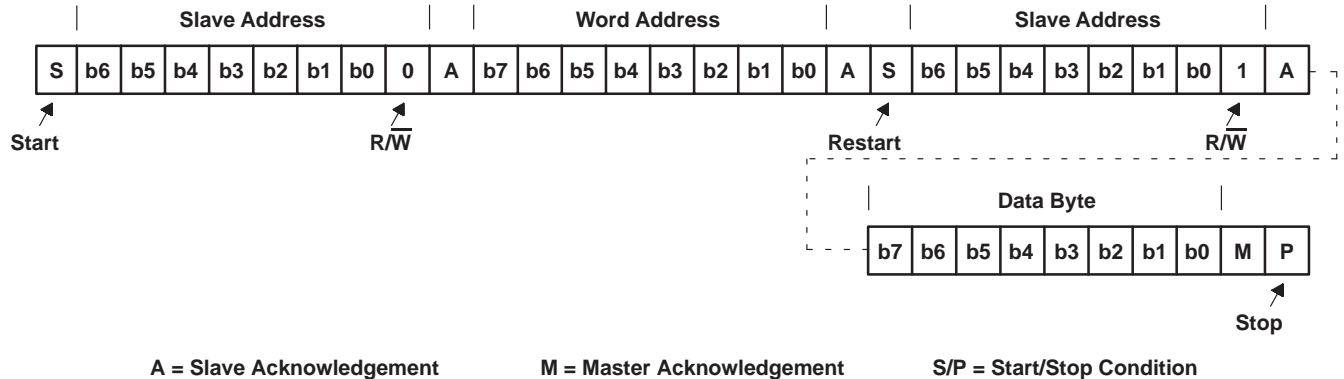 Slave Address Word Address Slave Address
S b6 b5 b4 b3 b2 b1 b0 0 A b7 b6 b5 b4 b3 b2 b1 b0 A S b6 b5 b4 b3 b2 b1 b0 1 A
Start R/W̅ Restart R/W̅
Data Byte
b7 b6 b5 b4 b3 b2 b1 b0 M P
Stop
A = Slave Acknowledgement M = Master Acknowledgement S/P = Start/Stop Condition